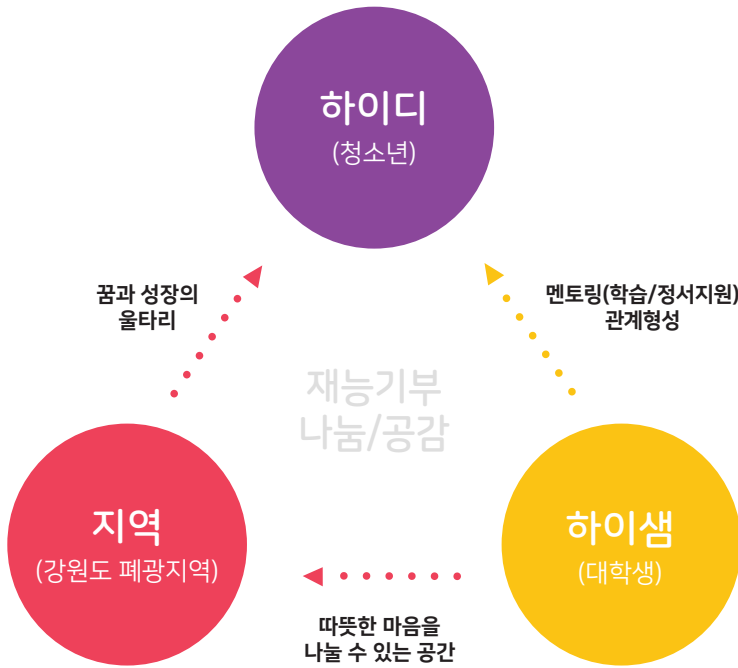 하이디
(청소년)
꿈과 성장의
울타리
멘토링(학습/정서지원)
관계형성
재능기부
나눔/공감
지역
(강원도 폐광지역)
하이샘
(대학생)
따뜻한 마음을
나눌 수 있는 공간